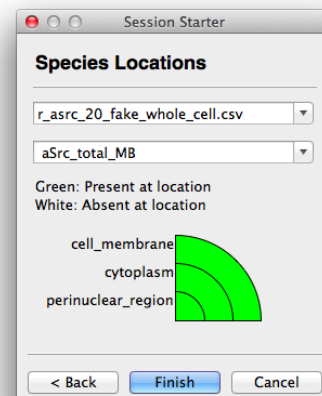 Session Starter
Species Locations
r_asrc_20_fake_whole_cell.csv
aSrc_total_MB
Green: Present at location
White: Absent at location
cell_membrane
cytoplasm
perinuclear_region
< Back Finish Cancel